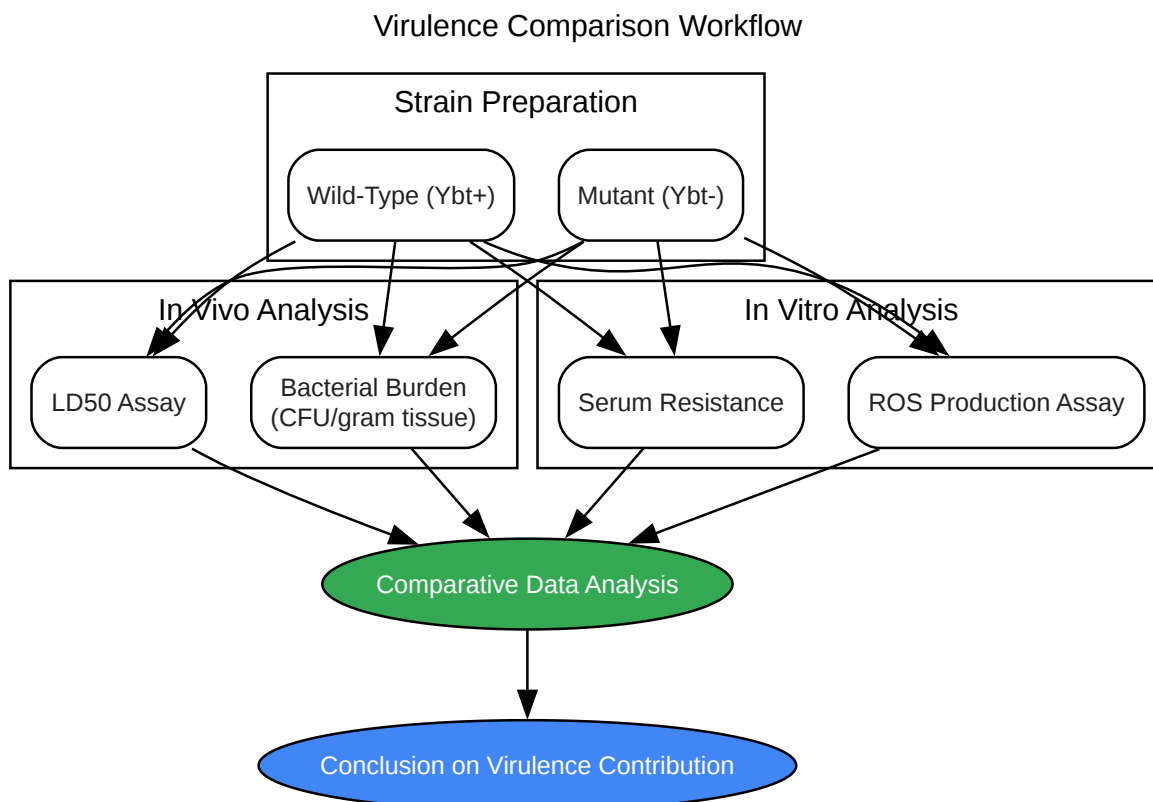 Virulence Comparison Workflow
Strain Preparation
Wild-Type (Ybt+)
Mutant (Ybt-)
In Vivo Analysis
In Vitro Analysis
LD50 Assay
Bacterial Burden
(CFU/gram tissue)
Serum Resistance
ROS Production Assay
Comparative Data Analysis
Conclusion on Virulence Contribution